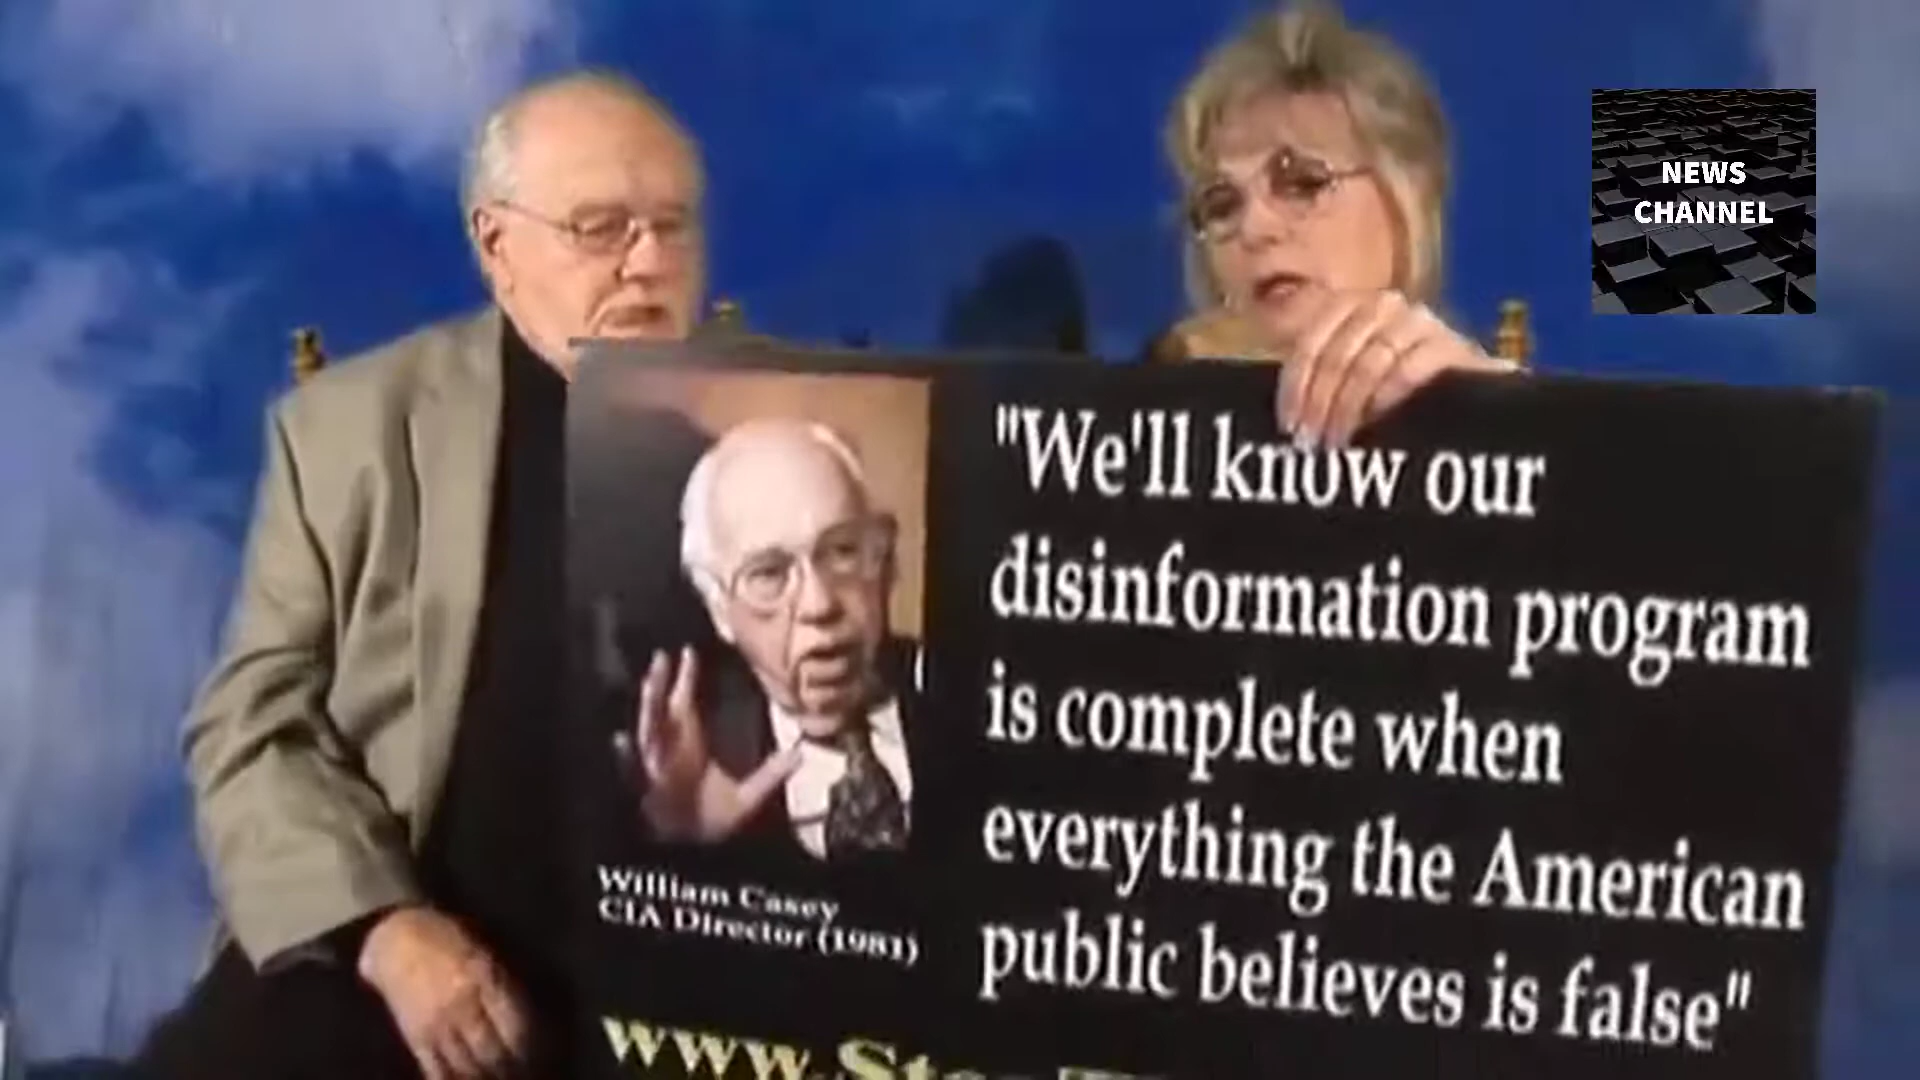 NEWS
CHANNEL
"We'll know our
disinformation program
is complete when
everything the American
public believes is false"
William Casey
CIA Director (1981)
www.